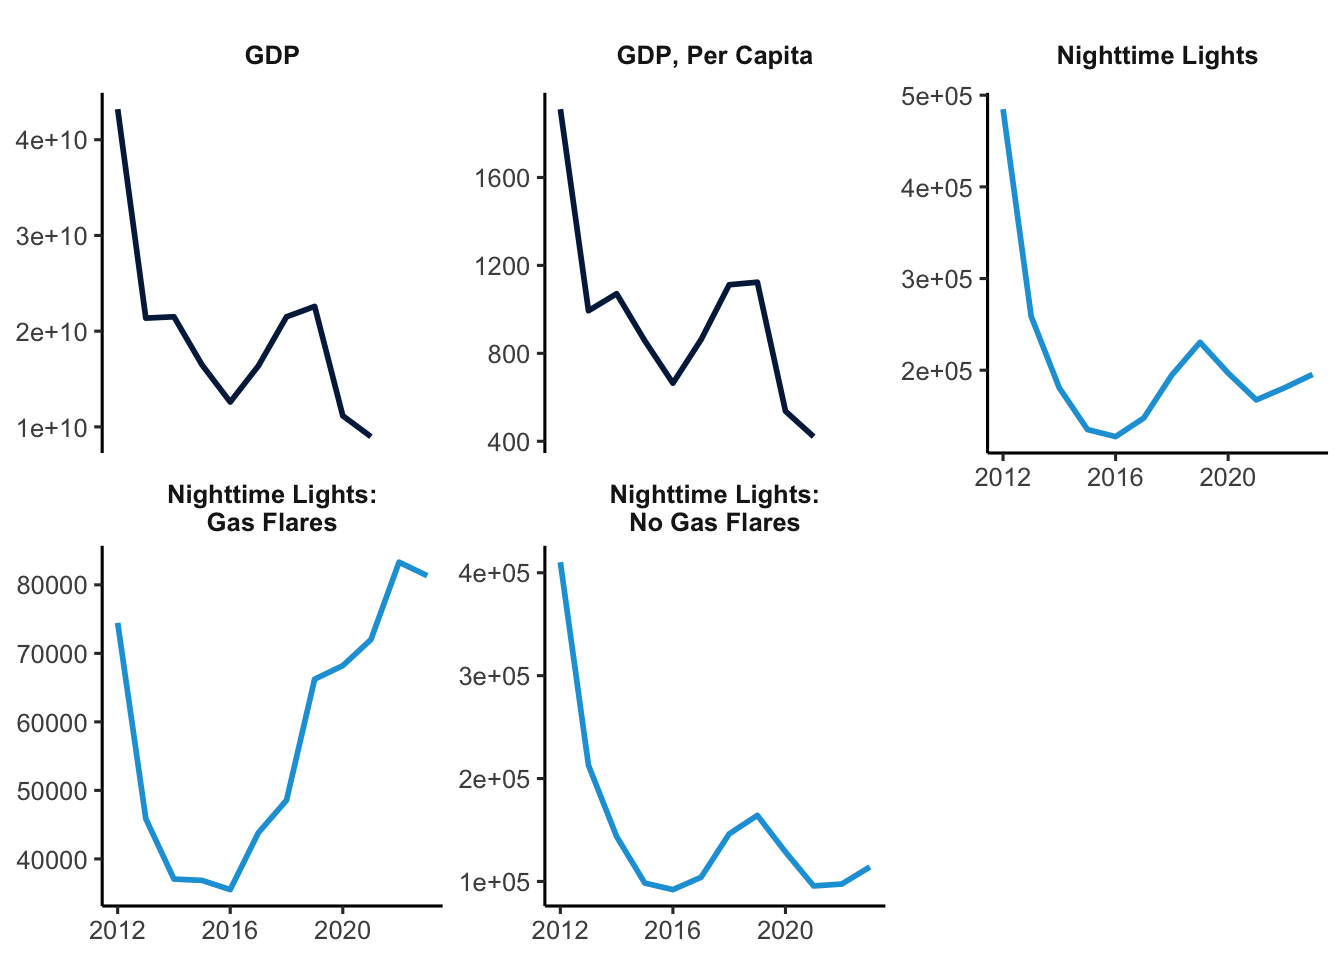 GDP
4e+10
3e+10
2e+10
1e+10
GDP, Per Capita
1600
1200
800
400
Nighttime Lights
5e+05
4e+05
3e+05
2e+05
2012 2016 2020
Nighttime Lights:
Gas Flares
80000
70000
60000
50000
40000
2012 2016 2020
Nighttime Lights:
No Gas Flares
4e+05
3e+05
2e+05
1e+05
2012 2016 2020